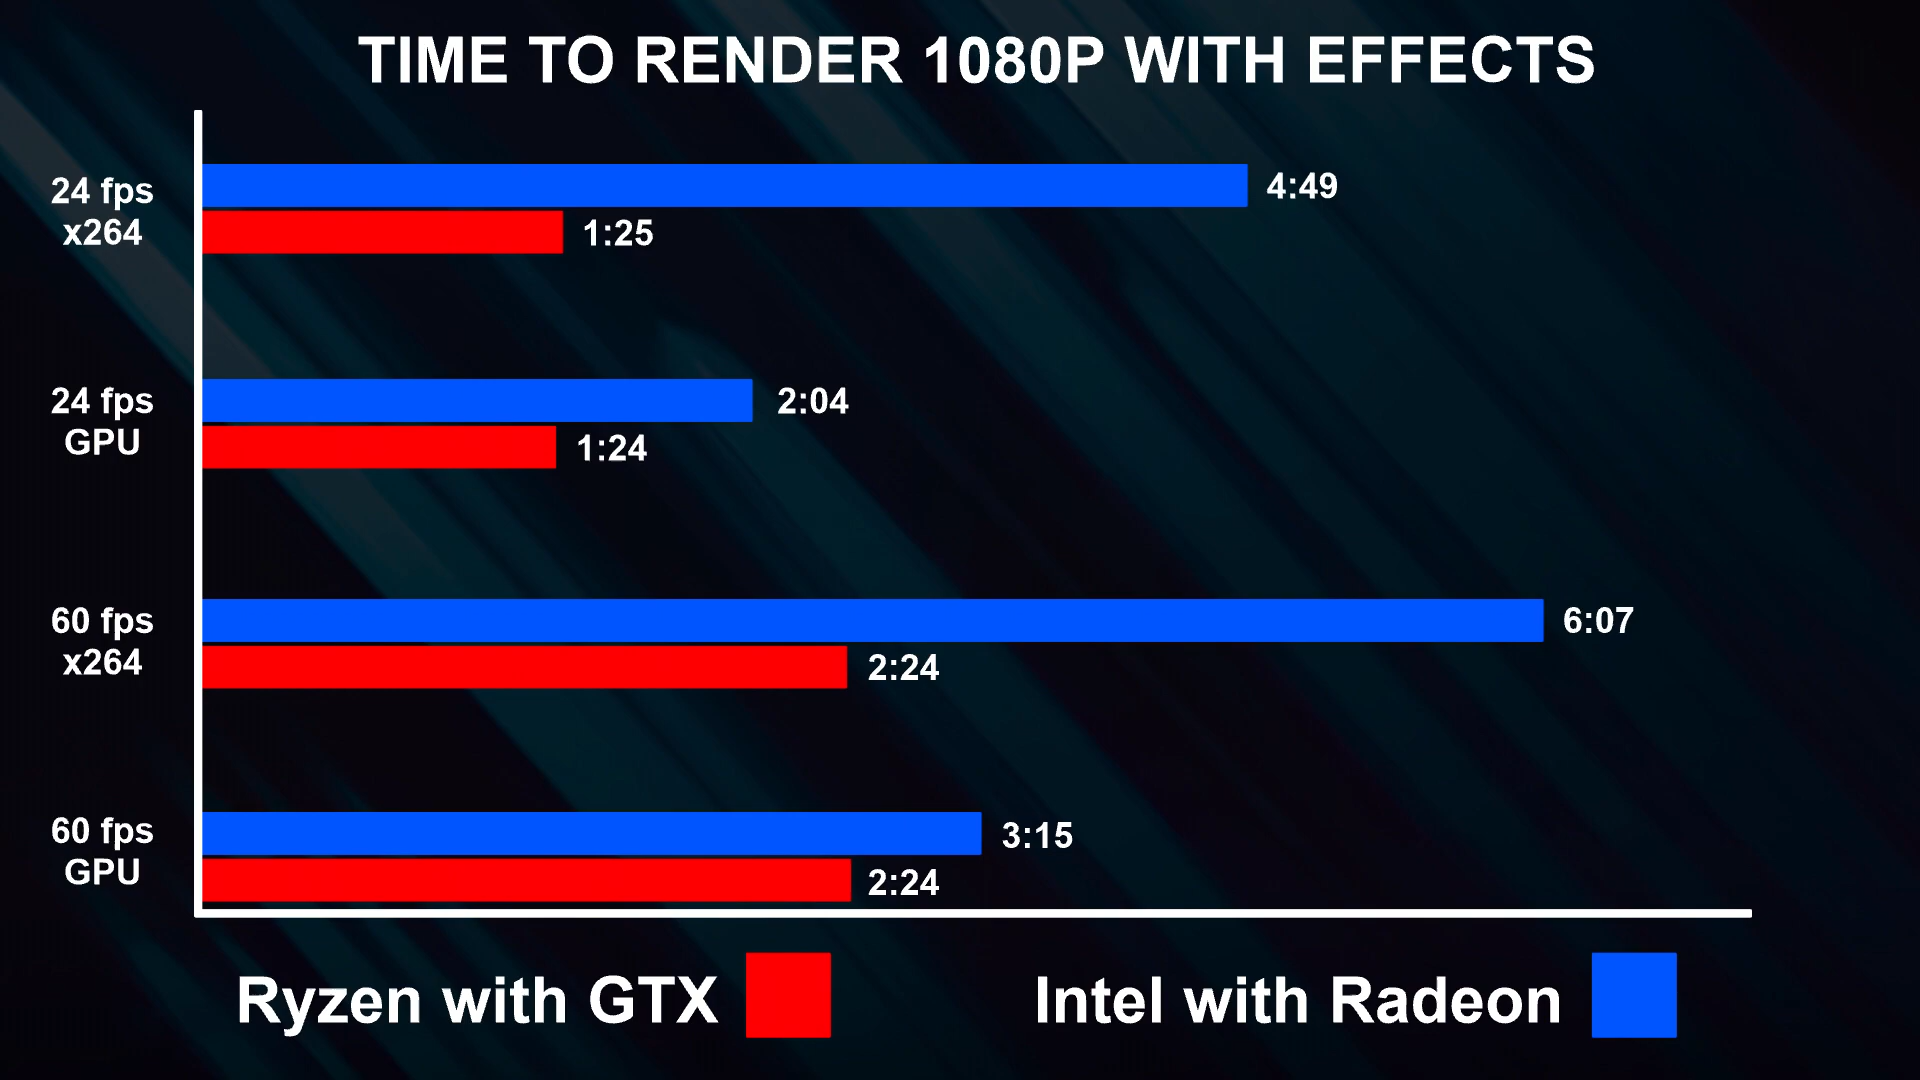 TIME TO RENDER 1080P WITH EFFECTS
24 fps
x264
4:49
1:25
24 fps
GPU
2:04
1:24
60 fps
x264
6:07
2:24
60 fps
GPU
3:15
2:24
Ryzen with GTX
Intel with Radeon